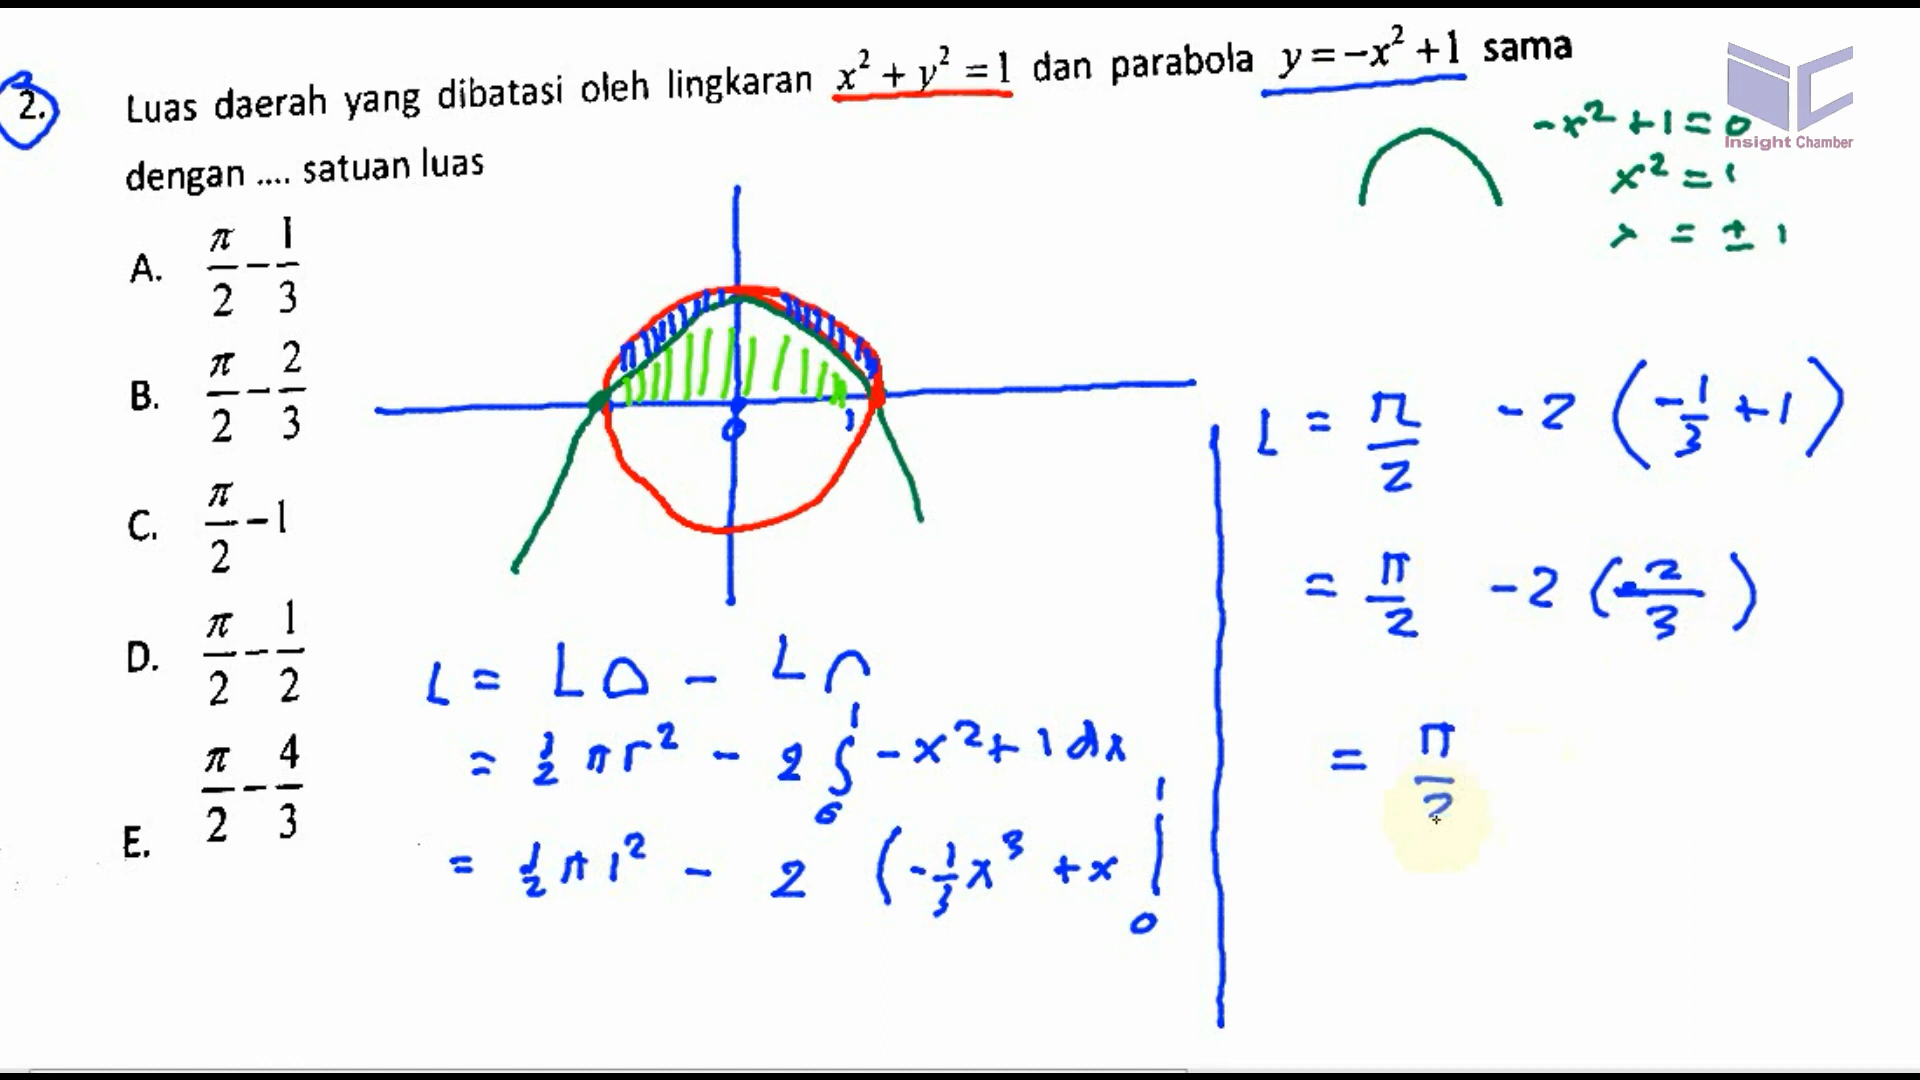 2. Luas daerah yang dibatasi oleh lingkaran x² + y² = 1 dan parabola y = -x² + 1 sama
dengan .... satuan luas
A. π/2 - 1/3
B. π/2 - 2/3
C. π/2 - 1
D. π/2 - 1/2
E. π/2 - 4/3
Insight Chamber
-x² + 1 = 0
x² = 1
x = ± 1
0
1
L = L⌓ - L∩
= ½ π r² - 2 ∫₀¹ -x² + 1 dx
= ½ π 1² - 2 (-⅓x³ + x |₀¹
L = π/2 - 2 (-1/3 + 1)
= π/2 - 2 (2/3)
= π/2